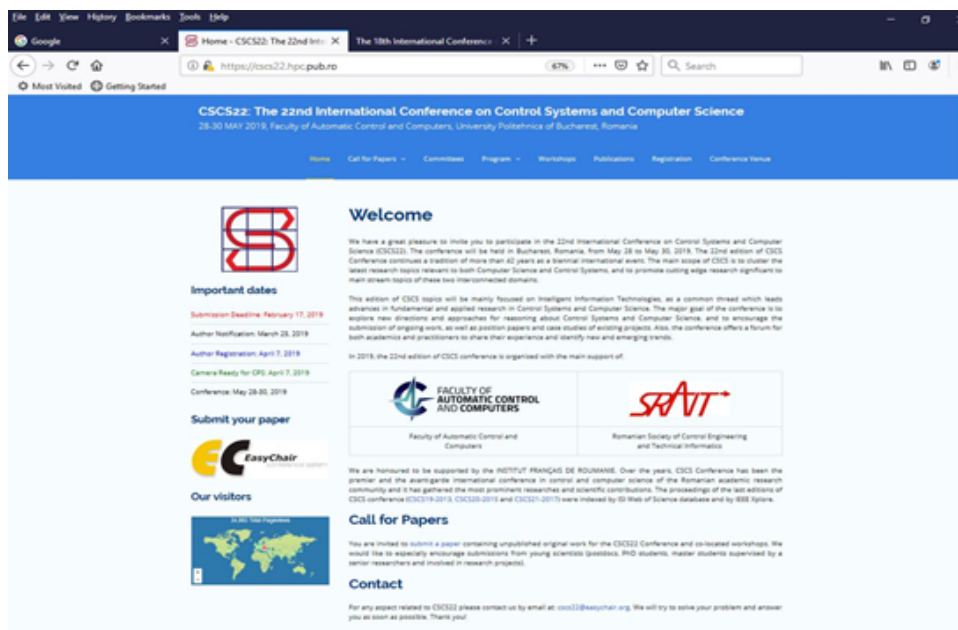 File Edit View History Bookmarks Tools Help
Google
Home - CSCS22: The 22nd Inte
The 18th International Conference
https://cscs22.hpc.pub.ro
67%
Search
Most Visited Getting Started
CSCS22: The 22nd International Conference on Control Systems and Computer Science
28-30 MAY 2019, Faculty of Automatic Control and Computers, University Politehnica of Bucharest, Romania
Home Call for Papers Committees Program Workshops Publications Registration Conference Venue
Important dates
Submission Deadline: February 17, 2019
Author Notification: March 25, 2019
Author Registration: April 7, 2019
Camera Ready for CPS: April 7, 2019
Conference: May 28-30, 2019
Submit your paper
EasyChair
Our visitors
24,982 Total Pageviews
Welcome
We have a great pleasure to invite you to participate in the 22nd International Conference on Control Systems and Computer
Science (CSCS22). The conference will be held in Bucharest, Romania, from May 28 to May 30, 2019. The 22nd edition of CSCS
Conference continues a tradition of more than 42 years as a biennial international event. The main scope of CSCS is to cluster the
latest research topics relevant to both Computer Science and Control Systems, and to promote cutting edge research significant to
main stream topics of these two interconnected domains.
This edition of CSCS topics will be mainly focused on Intelligent Information Technologies, as a common thread which leads
advances in fundamental and applied research in Control Systems and Computer Science. The major goal of the conference is to
explore new directions and approaches for reasoning about Control Systems and Computer Science, and to encourage the
submission of ongoing work, as well as position papers and case studies of existing projects. Also, the conference offers a forum for
both academics and practitioners to share their experience and identify new and emerging trends.
In 2019, the 22nd edition of CSCS conference is organised with the main support of:
FACULTY OF
AUTOMATIC CONTROL
AND COMPUTERS
SRAIT
Faculty of Automatic Control and
Computers
Romanian Society of Control Engineering
and Technical Informatics
We are honoured to be supported by the INSTITUT FRANÇAIS DE ROUMANIE. Over the years, CSCS Conference has been the
premier and the avant-garde international conference in control and computer science of the Romanian academic research
community and it has gathered the most prominent researches and scientific contributions. The proceedings of the last editions of
CSCS conference (CSCS19-2013, CSCS20-2015 and CSCS21-2017) were indexed by ISI Web of Science database and by IEEE Xplore.
Call for Papers
You are invited to submit a paper containing unpublished original work for the CSCS22 Conference and co-located workshops. We
would like to especially encourage submissions from young scientists (postdocs, PhD students, master students supervised by a
senior researchers and involved in research projects).
Contact
For any aspect related to CSCS22 please contact us by email at: cscs22@easychair.org. We will try to solve your problem and answer
you as soon as possible. Thank you!